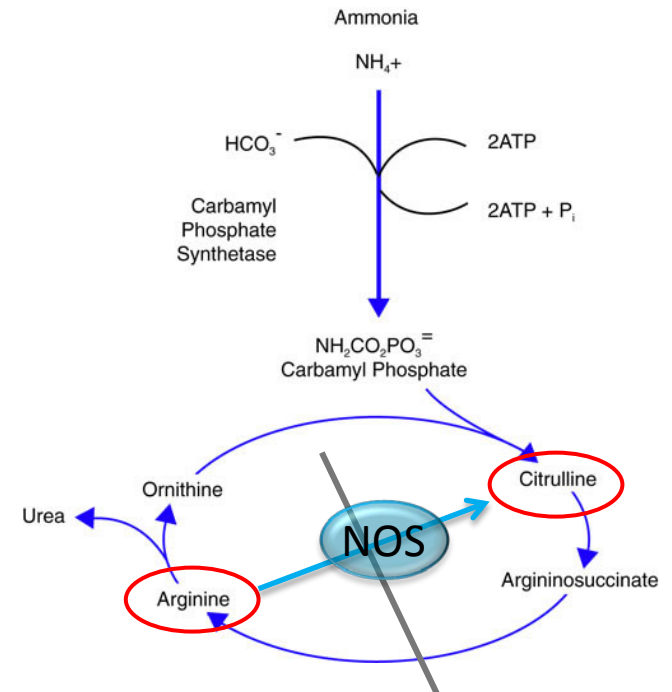 Ammonia
NH₄+
HCO₃⁻
2ATP
Carbamyl
Phosphate
Synthetase
2ATP + Pᵢ
NH₂CO₂PO₃⁼
Carbamyl Phosphate
Citrulline
Ornithine
Urea
NOS
Argininosuccinate
Arginine